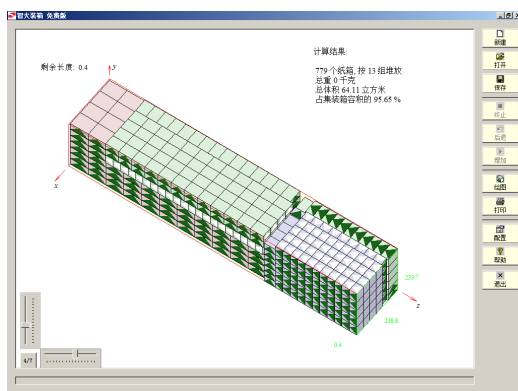 智火装箱 免费版
剩余长度: 0.4
y
计算结果:
779 个纸箱, 按 13 组堆放
总重 0 千克
总体积 64.11 立方米
占集装箱容积的 95.65 %
x
z
233.7
238.8
0.4
4/7
新建
打开
保存
终止
后退
增加
绘图
打印
配置
帮助
退出